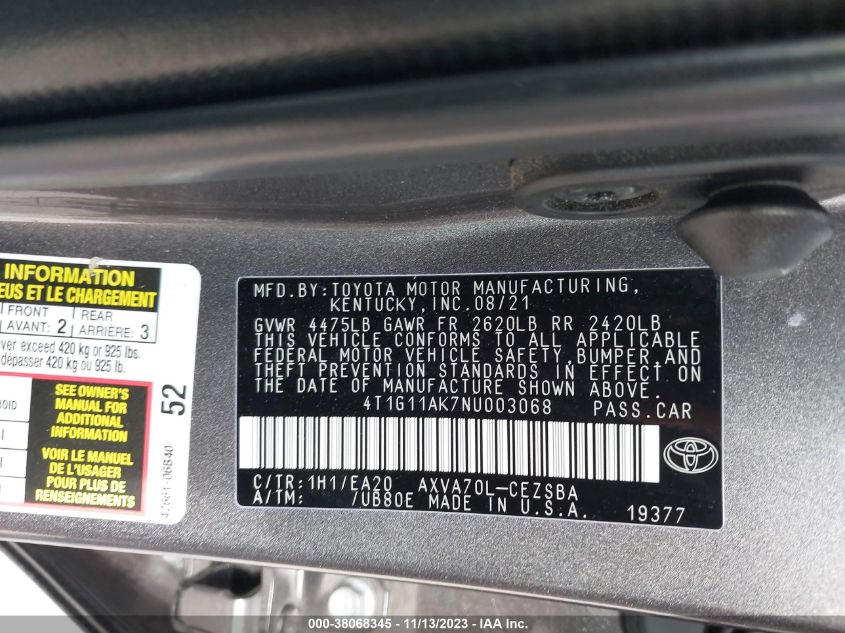 INFORMATION
EUS ET LE CHARGEMENT
FRONT
AVANT: 2
REAR
ARRIÈRE: 3
ver exceed 420 kg or 925 lbs.
dépasser 420 kg ou 925 lb.
SEE OWNER'S
MANUAL FOR
ADDITIONAL
INFORMATION
VOIR LE MANUEL
DE L'USAGER
POUR PLUS DE
RENSEIGNEMENTS
52
42661-06B40
MFD.BY:TOYOTA MOTOR MANUFACTURING,
KENTUCKY,INC.08/21
GVWR 4475LB GAWR FR 2620LB RR 2420LB
THIS VEHICLE CONFORMS TO ALL APPLICABLE
FEDERAL MOTOR VEHICLE SAFETY,BUMPER,AND
THEFT PREVENTION STANDARDS IN EFFECT ON
THE DATE OF MANUFACTURE SHOWN ABOVE.
4T1G11AK7NU003068 PASS.CAR
C/TR:1H1/EA20 AXVA70L-CEZSBA
A/TM: /UB80E MADE IN U.S.A.
19377
000-38068345 - 11/13/2023 - IAA Inc.